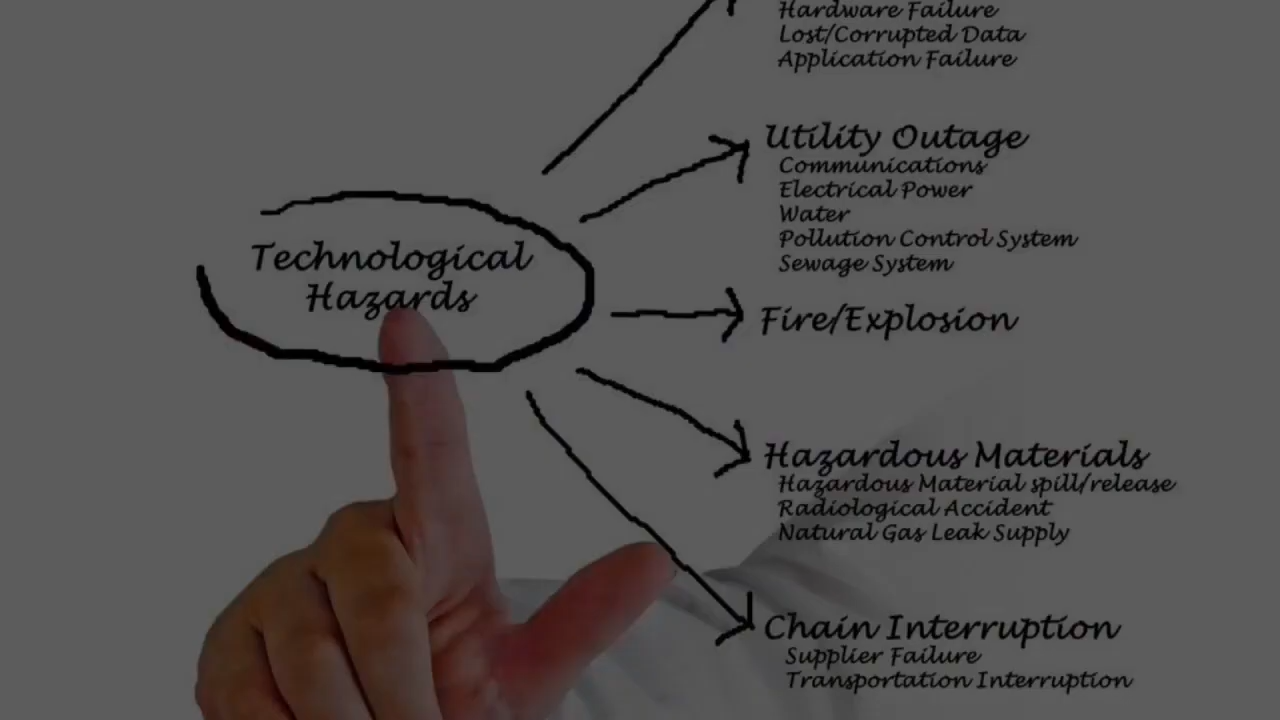 Hardware Failure
Lost/Corrupted Data
Application Failure
Utility Outage
Communications
Electrical Power
Water
Pollution Control System
Sewage System
Technological
Hazards
Fire/Explosion
Hazardous Materials
Hazardous Material spill/release
Radiological Accident
Natural Gas Leak Supply
Chain Interruption
Supplier Failure
Transportation Interruption